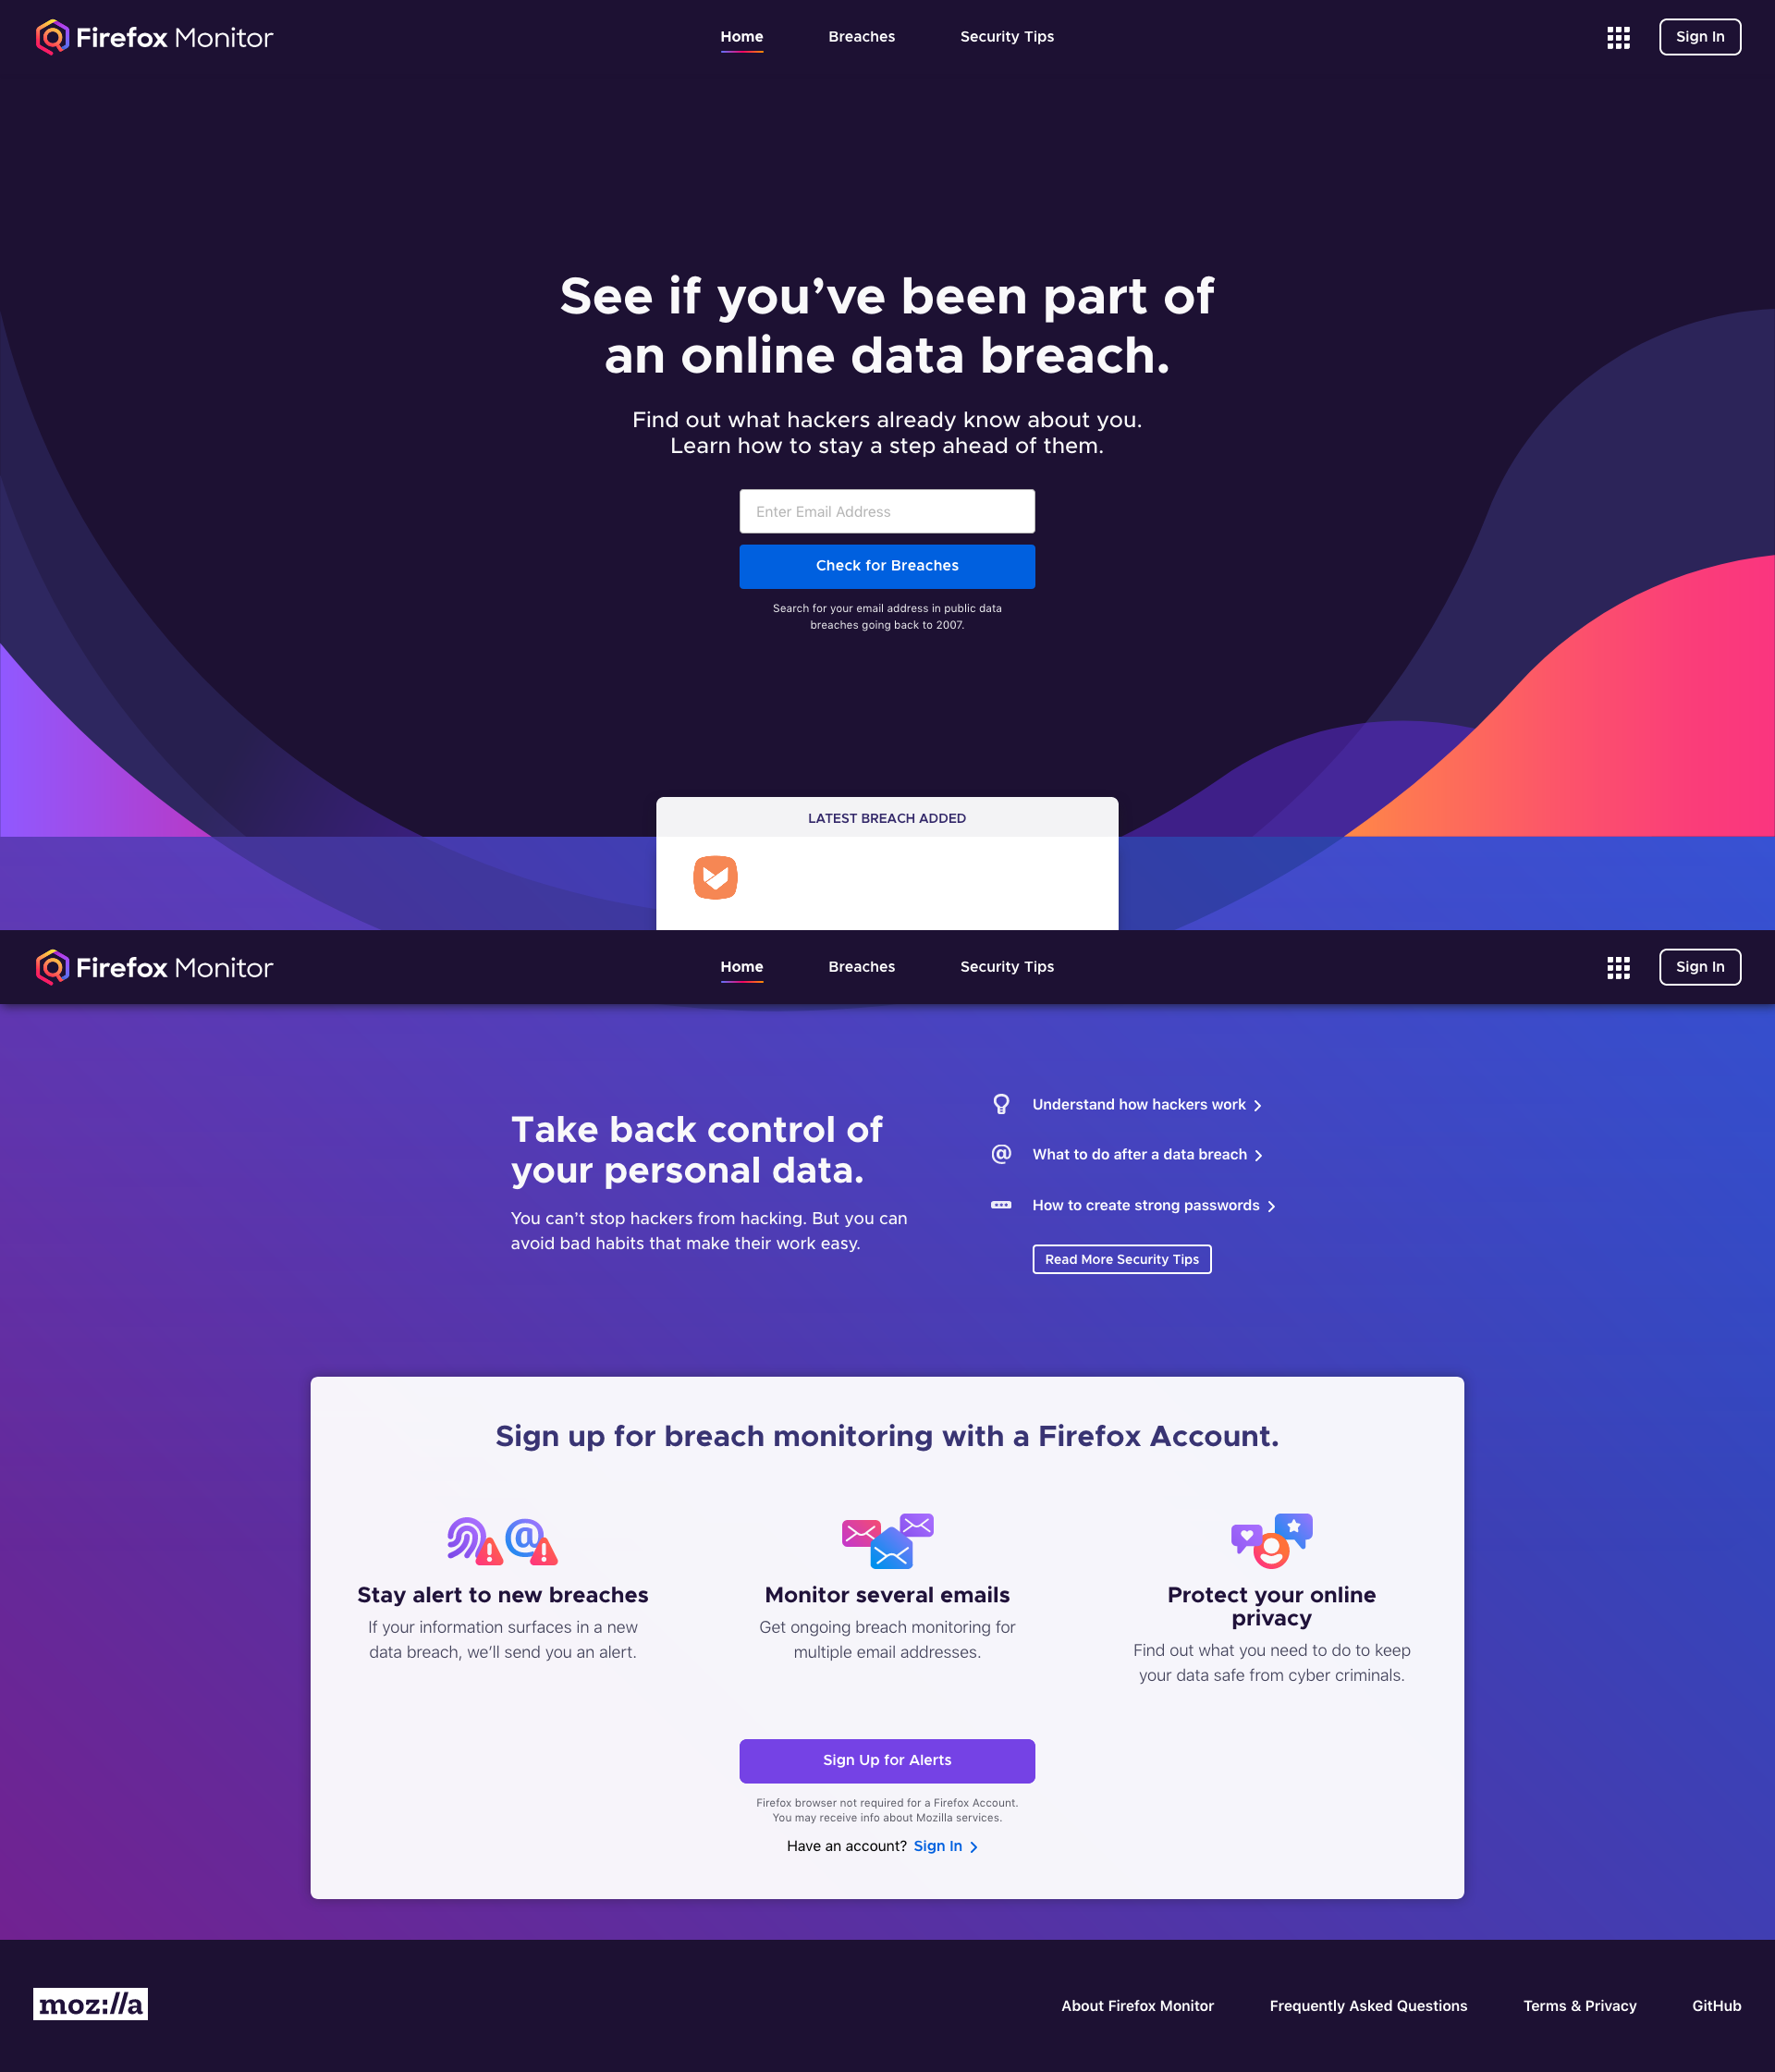 Firefox Monitor
Home
Breaches
Security Tips
Sign In
See if you’ve been part of
an online data breach.
Find out what hackers already know about you.
Learn how to stay a step ahead of them.
Enter Email Address
Check for Breaches
Search for your email address in public data
breaches going back to 2007.
LATEST BREACH ADDED
Firefox Monitor
Home
Breaches
Security Tips
Sign In
Take back control of
your personal data.
You can’t stop hackers from hacking. But you can
avoid bad habits that make their work easy.
Understand how hackers work
What to do after a data breach
How to create strong passwords
Read More Security Tips
Sign up for breach monitoring with a Firefox Account.
Stay alert to new breaches
If your information surfaces in a new
data breach, we’ll send you an alert.
Monitor several emails
Get ongoing breach monitoring for
multiple email addresses.
Protect your online
privacy
Find out what you need to do to keep
your data safe from cyber criminals.
Sign Up for Alerts
Firefox browser not required for a Firefox Account.
You may receive info about Mozilla services.
Have an account? Sign In
moz://a
About Firefox Monitor
Frequently Asked Questions
Terms & Privacy
GitHub